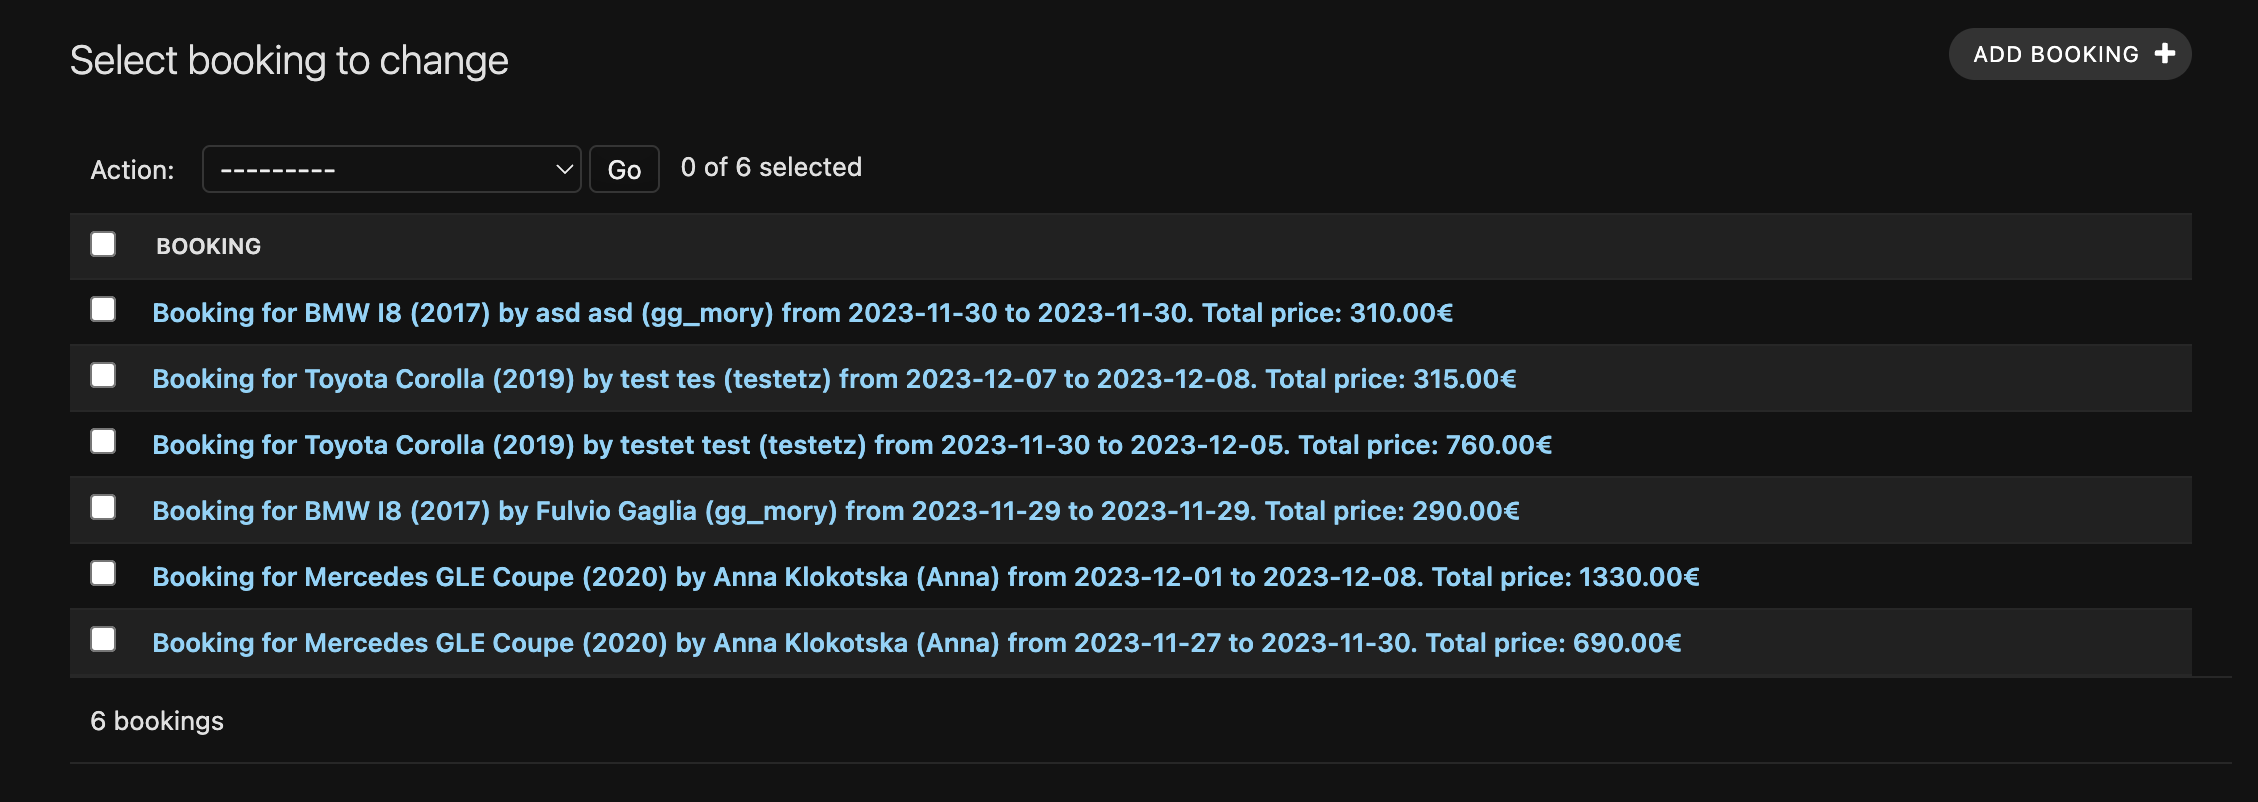 Select booking to change
ADD BOOKING +
Action: --------- Go 0 of 6 selected
BOOKING
Booking for BMW I8 (2017) by asd asd (gg_mory) from 2023-11-30 to 2023-11-30. Total price: 310.00€
Booking for Toyota Corolla (2019) by test tes (testetz) from 2023-12-07 to 2023-12-08. Total price: 315.00€
Booking for Toyota Corolla (2019) by testet test (testetz) from 2023-11-30 to 2023-12-05. Total price: 760.00€
Booking for BMW I8 (2017) by Fulvio Gaglia (gg_mory) from 2023-11-29 to 2023-11-29. Total price: 290.00€
Booking for Mercedes GLE Coupe (2020) by Anna Klokotska (Anna) from 2023-12-01 to 2023-12-08. Total price: 1330.00€
Booking for Mercedes GLE Coupe (2020) by Anna Klokotska (Anna) from 2023-11-27 to 2023-11-30. Total price: 690.00€
6 bookings